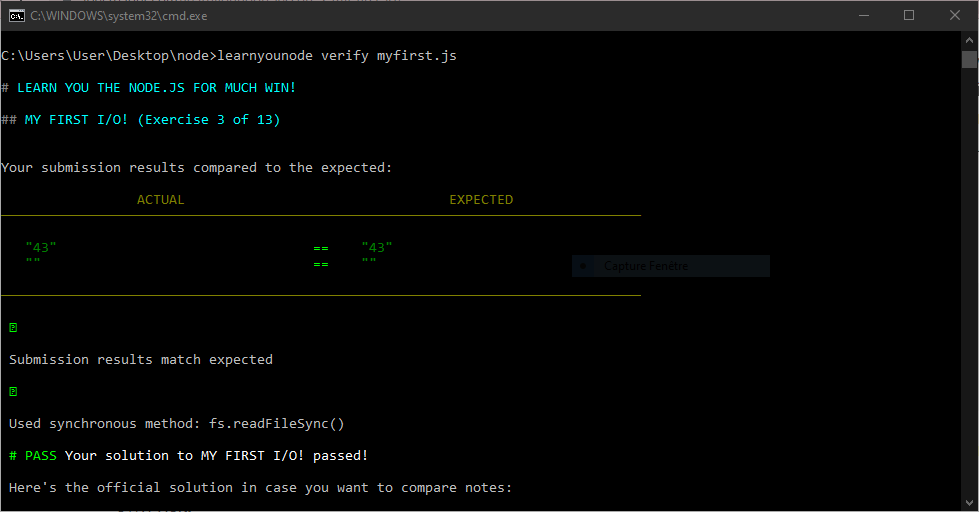 C:\WINDOWS\system32\cmd.exe
C:\Users\User\Desktop\node>learnyounode verify myfirst.js
# LEARN YOU THE NODE.JS FOR MUCH WIN!
## MY FIRST I/O! (Exercise 3 of 13)
Your submission results compared to the expected:
ACTUAL EXPECTED
"43" == "43"
"" == ""
Capture Fenêtre
Submission results match expected
Used synchronous method: fs.readFileSync()
# PASS Your solution to MY FIRST I/O! passed!
Here's the official solution in case you want to compare notes: